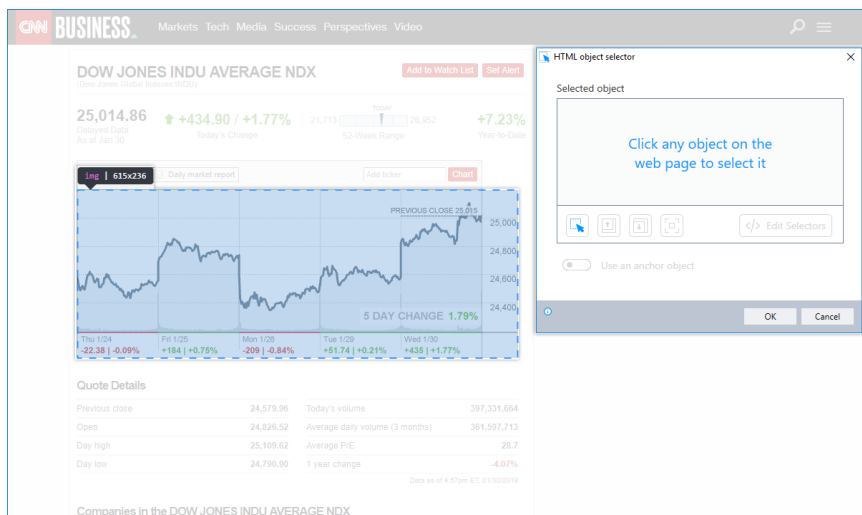 CNN BUSINESS Markets Tech Media Success Perspectives Video
DOW JONES INDU AVERAGE NDX
(Dow Jones Global Indexes:INDU)
Add to Watch List Set Alert
25,014.86
Delayed Data
As of Jan 30
+434.90 / +1.77%
Today's Change
21,713 Today 26,952
52-Week Range
+7.23%
Year-to-Date
img | 615x236
Daily market report Add ticker Chart
PREVIOUS CLOSE 25,015
25,000
24,800
24,600
24,400
5 DAY CHANGE 1.79%
Thu 1/24 Fri 1/25 Mon 1/28 Tue 1/29 Wed 1/30
-22.38 | -0.09% +184 | +0.75% -209 | -0.84% +51.74 | +0.21% +435 | +1.77%
Quote Details
Previous close 24,579.96 Today's volume 397,331,664
Open 24,826.52 Average daily volume (3 months) 361,597,713
Day high 25,109.62 Average P/E 28.7
Day low 24,790.90 1 year change -4.07%
Data as of 4:57pm ET, 01/30/2019
Companies in the DOW JONES INDU AVERAGE NDX
HTML object selector
Selected object
Click any object on the
web page to select it
</> Edit Selectors
Use an anchor object
OK Cancel